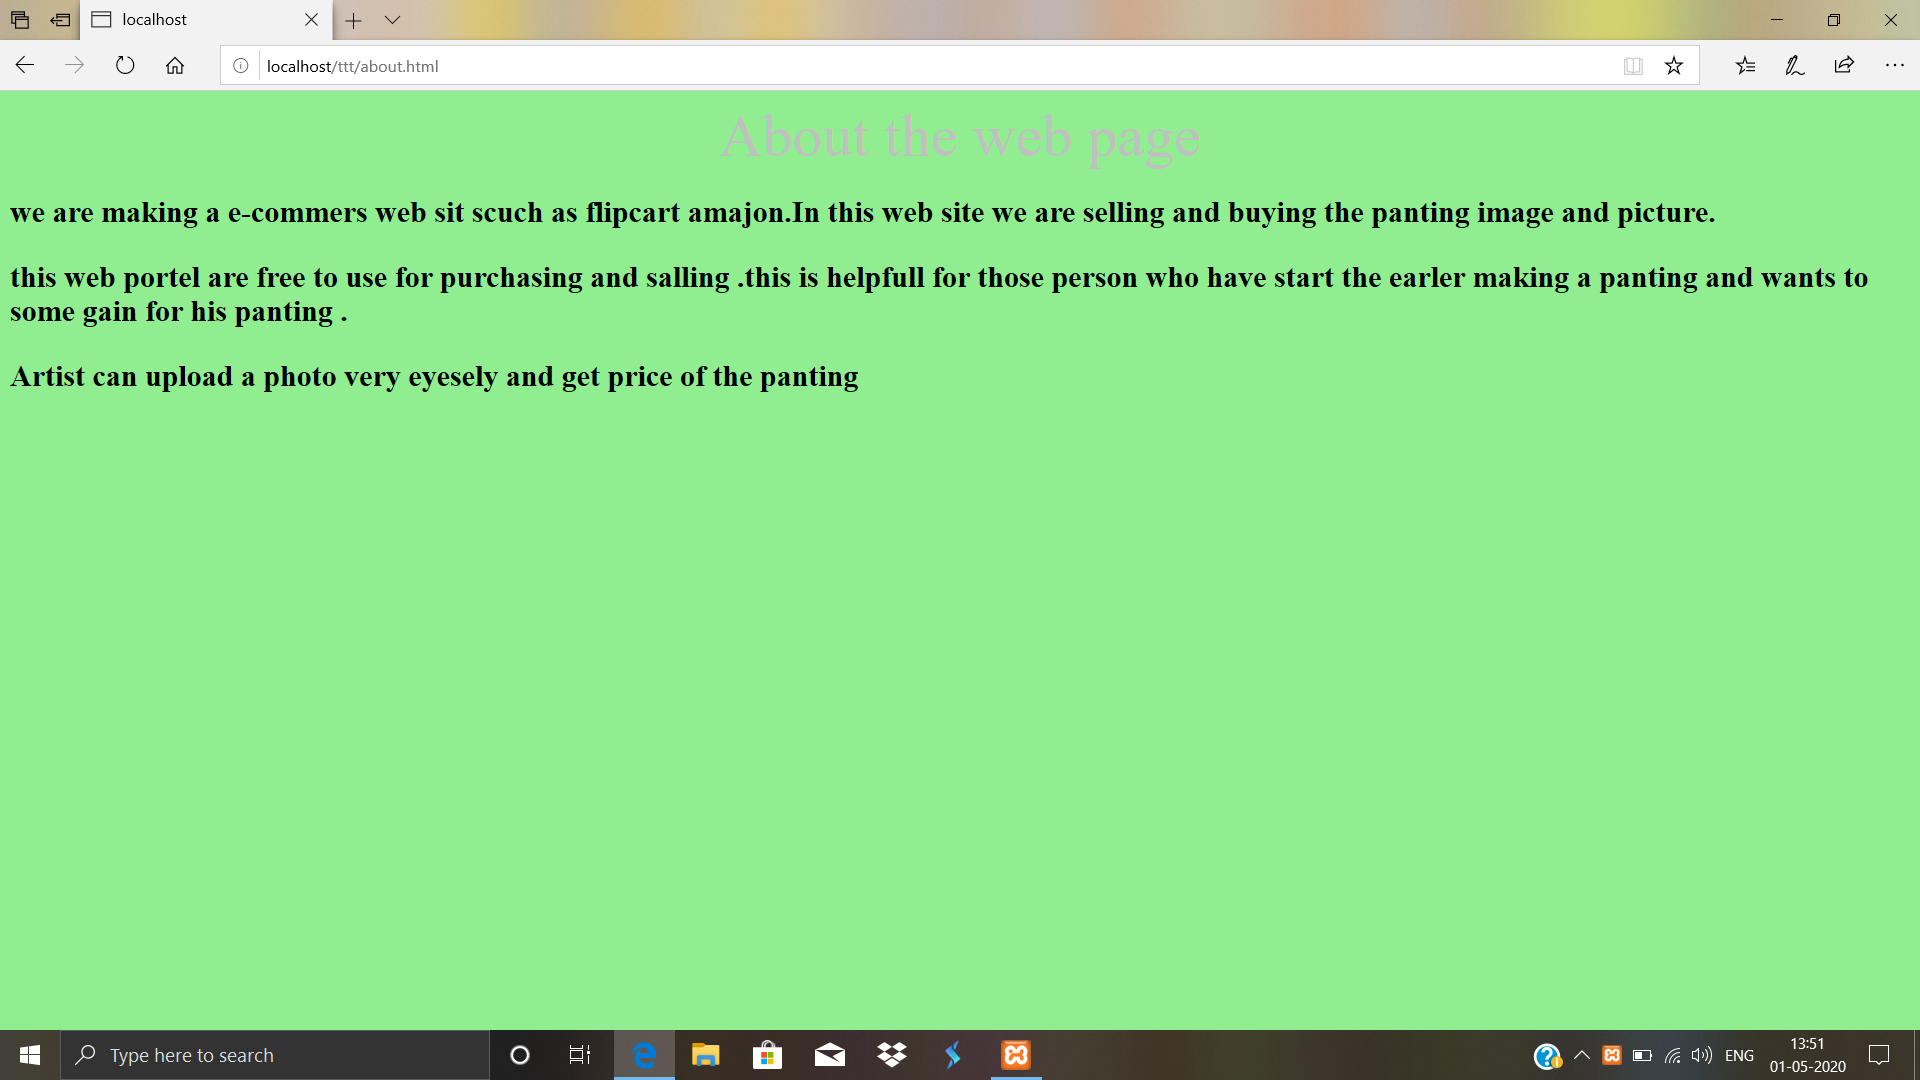 localhost
localhost/ttt/about.html
About the web page
we are making a e-commers web sit scuch as flipcart amajon.In this web site we are selling and buying the panting image and picture.
this web portel are free to use for purchasing and salling .this is helpfull for those person who have start the earler making a panting and wants to
some gain for his panting .
Artist can upload a photo very eyesely and get price of the panting
Type here to search
ENG
13:51
01-05-2020